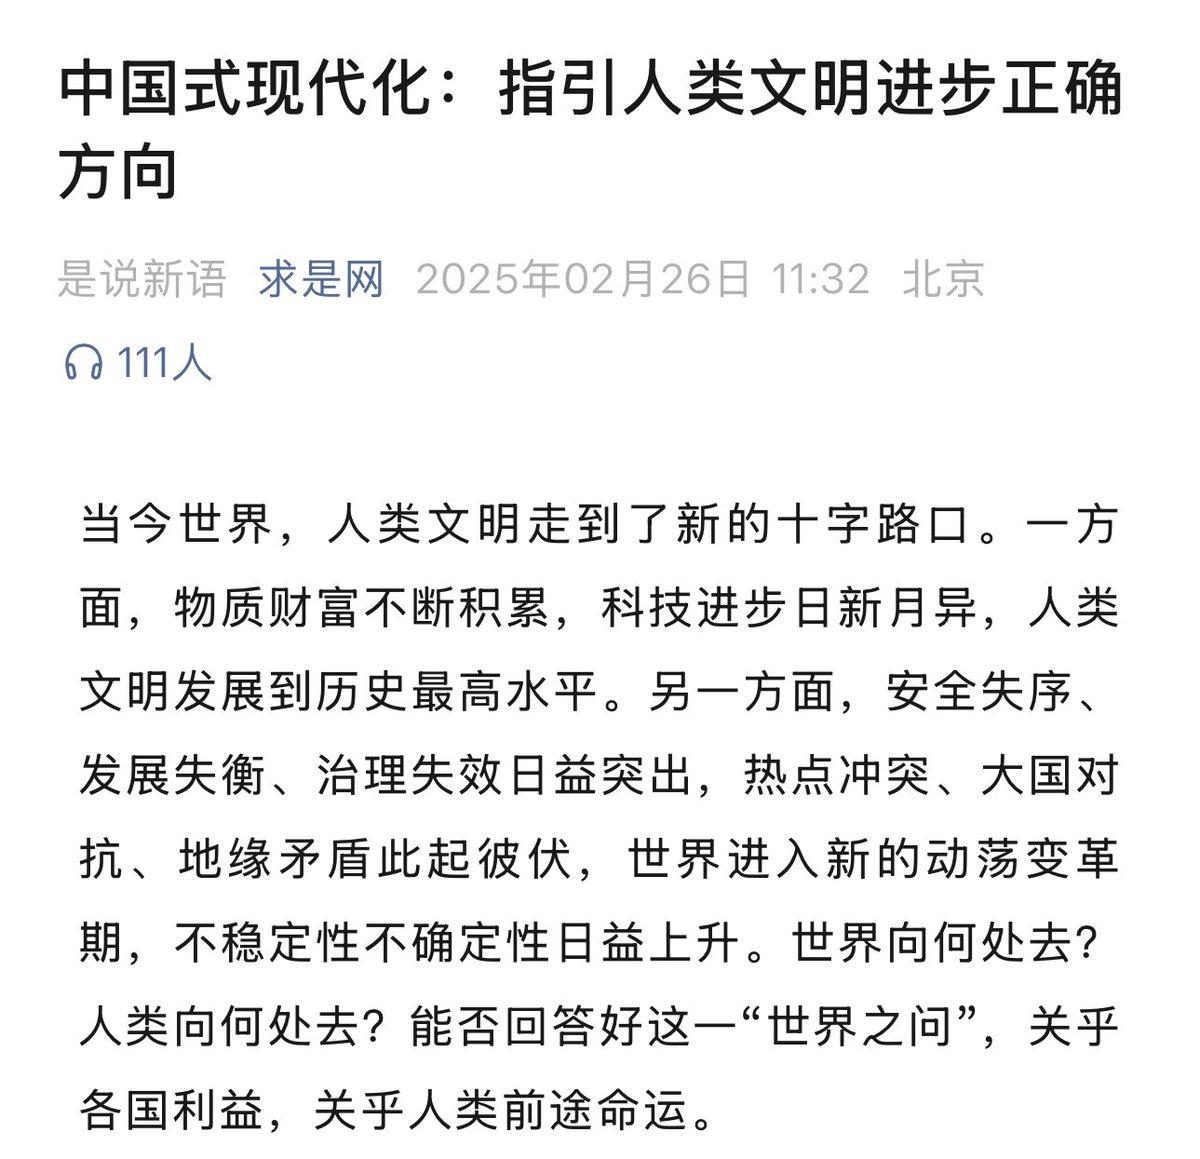 中国式现代化：指引人类文明进步正确
方向
是说新语 求是网 2025年02月26日 11:32 北京
111人
当今世界，人类文明走到了新的十字路口。一方
面，物质财富不断积累，科技进步日新月异，人类
文明发展到历史最高水平。另一方面，安全失序、
发展失衡、治理失效日益突出，热点冲突、大国对
抗、地缘矛盾此起彼伏，世界进入新的动荡变革
期，不稳定性不确定性日益上升。世界向何处去？
人类向何处去？能否回答好这一“世界之问”，关乎
各国利益，关乎人类前途命运。